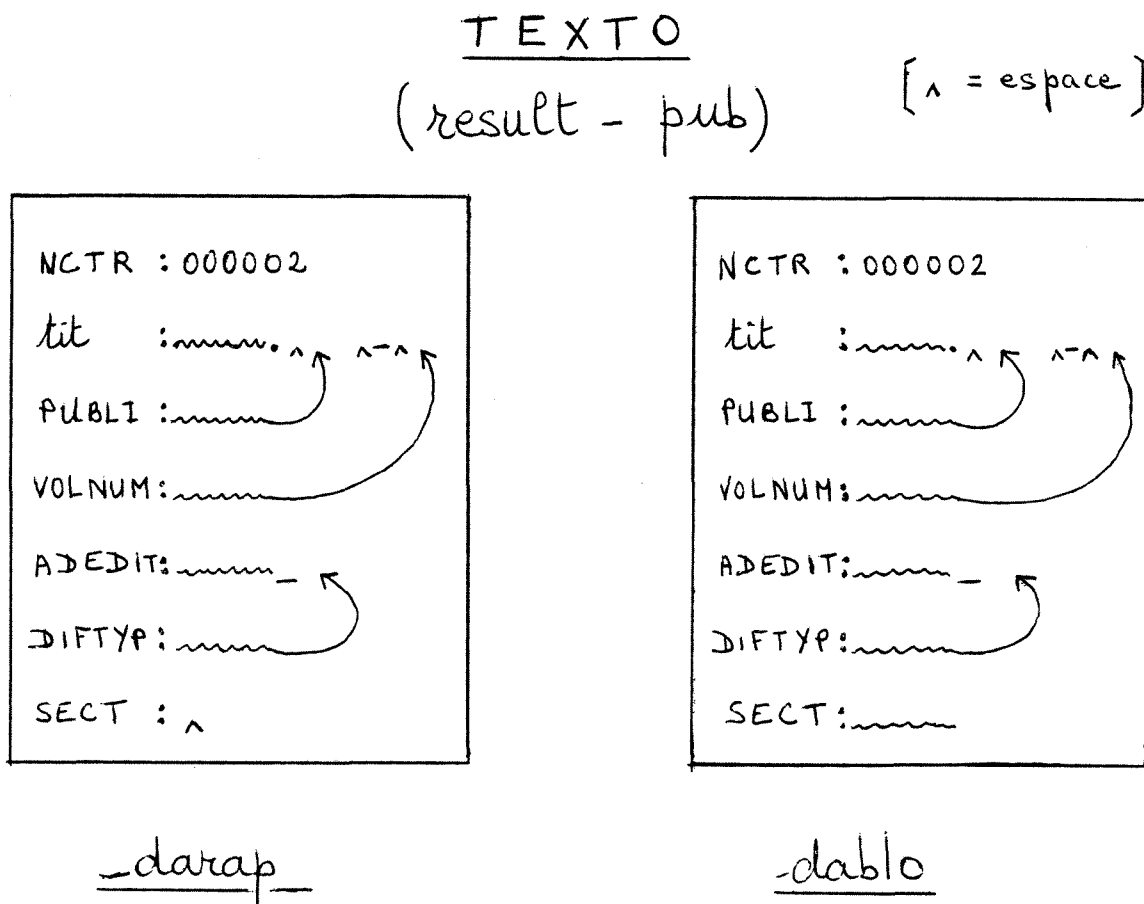 TEXTO
(result - pub)
[^ = espace]
NCTR : 000002
tit : . ^ ^-^
PUBLI :
VOLNUM :
ADEDIT : _
DIFTYP :
SECT : ^
_darap_
NCTR : 000002
tit : . ^ ^-^
PUBLI :
VOLNUM :
ADEDIT : _
DIFTYP :
SECT :
-dablo